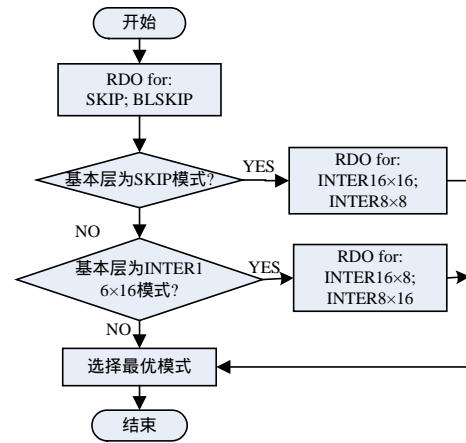 开始
RDO for:
SKIP; BLSKIP
基本层为SKIP模式?
YES
RDO for:
INTER16×16;
INTER8×8
NO
基本层为INTER1
6×16模式?
YES
RDO for:
INTER16×8;
INTER8×16
NO
选择最优模式
结束